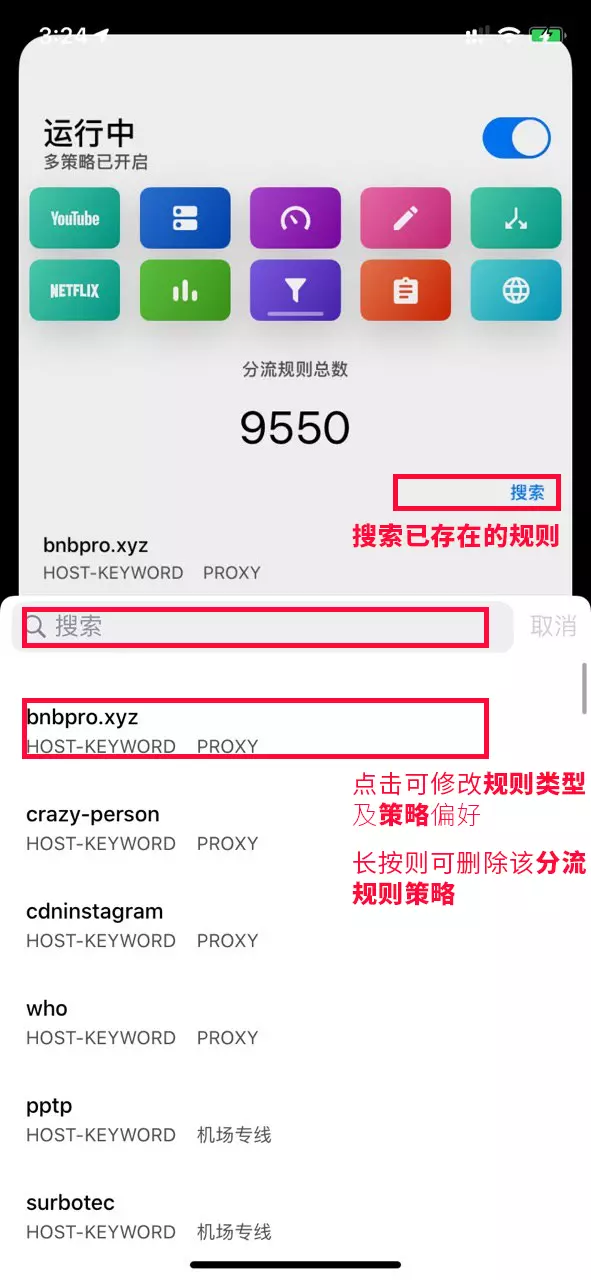 3:24
运行中
多策略已开启
YouTube
NETFLIX
分流规则总数
9550
搜索
搜索已存在的规则
bnbpro.xyz
HOST-KEYWORD PROXY
搜索 取消
bnbpro.xyz
HOST-KEYWORD PROXY
点击可修改规则类型
及策略偏好
crazy-person
HOST-KEYWORD PROXY
长按则可删除该分流
规则策略
cdninstagram
HOST-KEYWORD PROXY
who
HOST-KEYWORD PROXY
pptp
HOST-KEYWORD 机场专线
surbotec
HOST-KEYWORD 机场专线